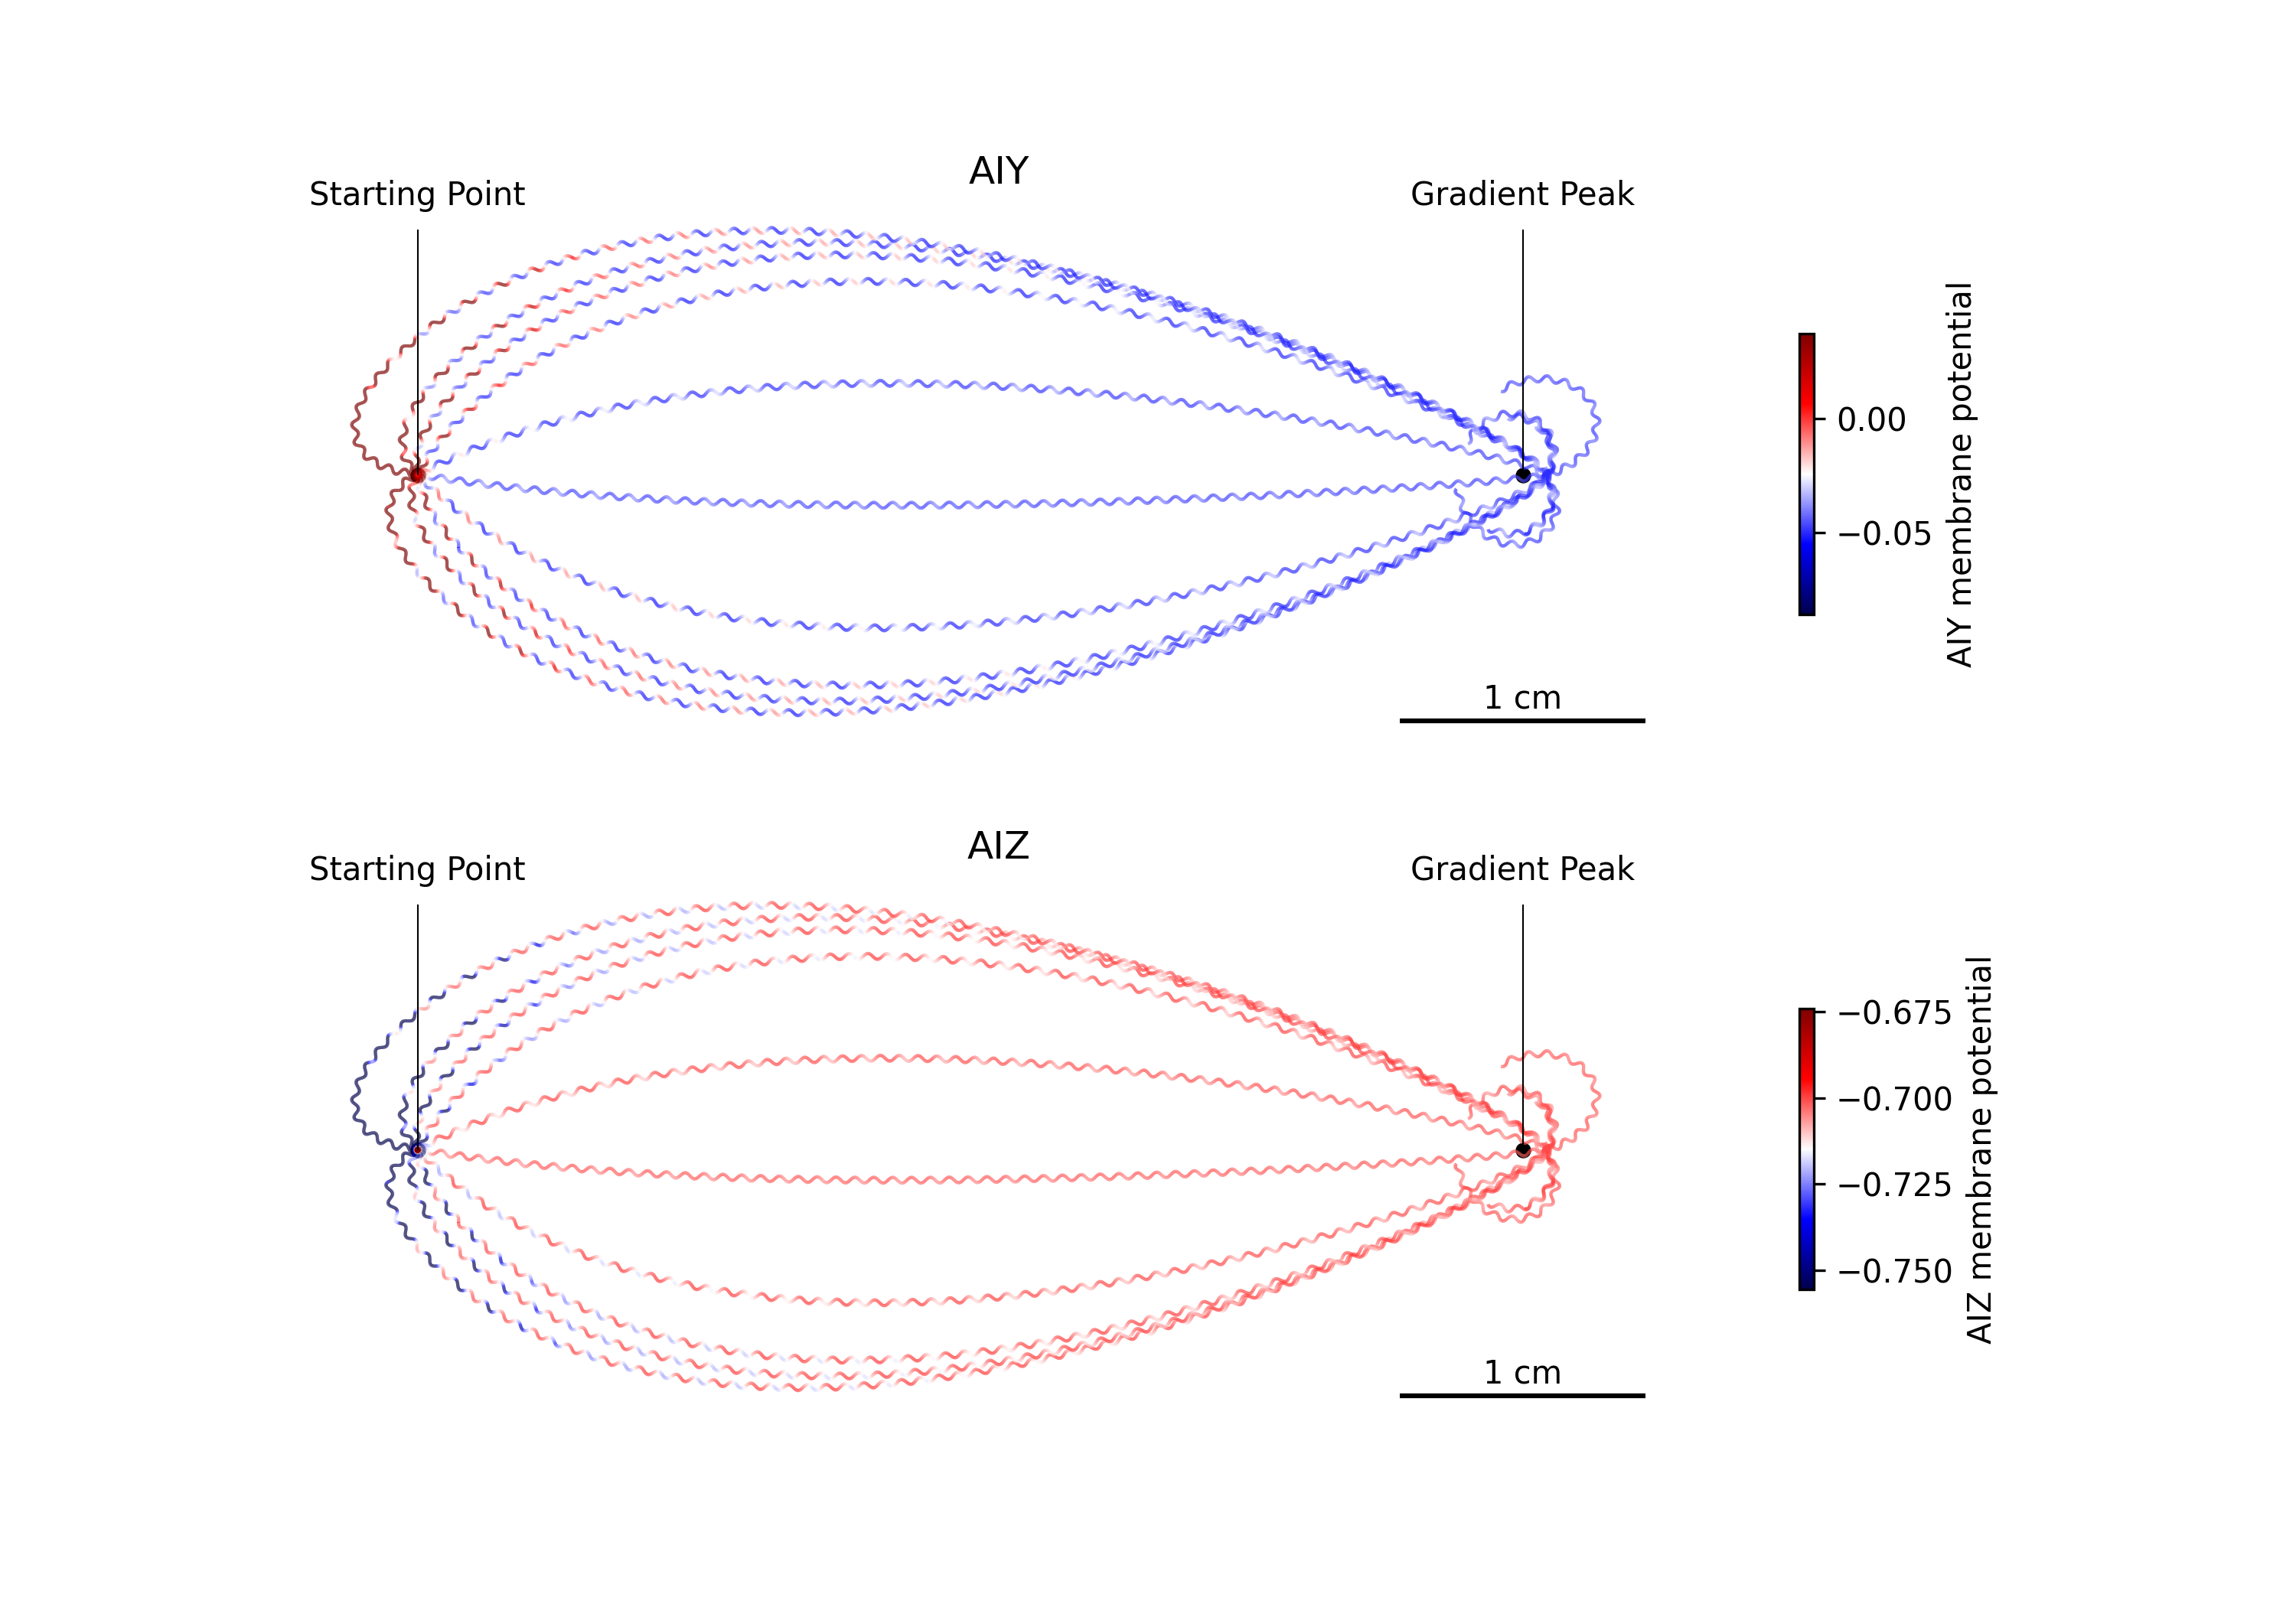 AIY
Starting Point
Gradient Peak
0.00
−0.05
AIY membrane potential
1 cm
AIZ
Starting Point
Gradient Peak
−0.675
−0.700
−0.725
−0.750
AIZ membrane potential
1 cm